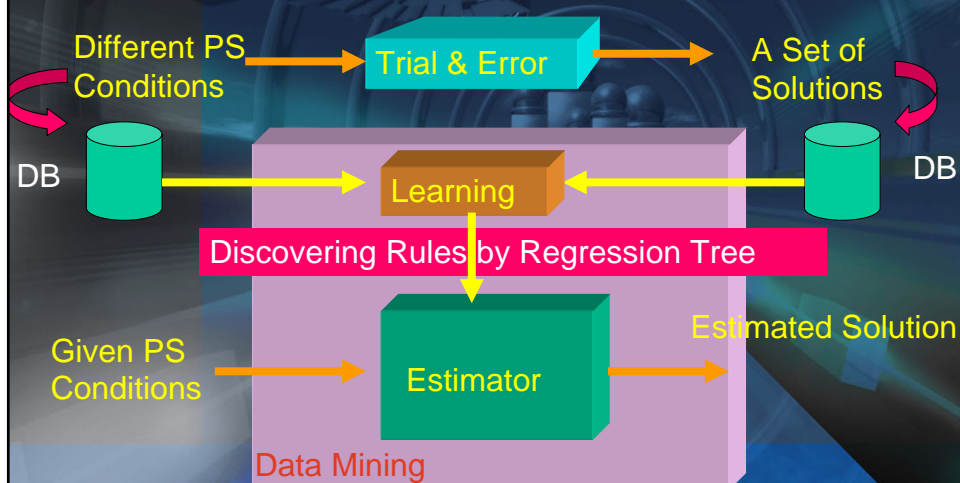 Different PS
Conditions
Trial & Error
A Set of
Solutions
DB
DB
Learning
Discovering Rules by Regression Tree
Given PS
Conditions
Estimator
Estimated Solution
Data Mining